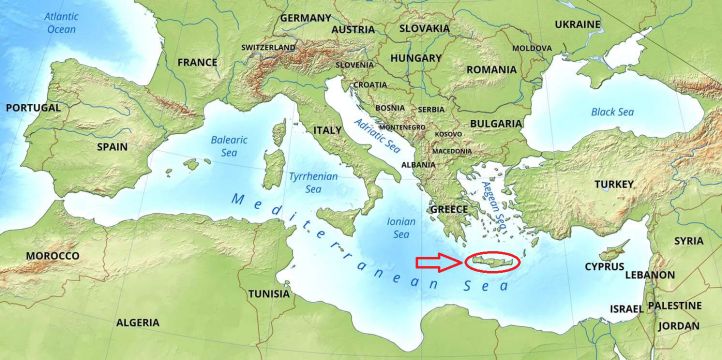 Atlantic
Ocean
GERMANY
UKRAINE
AUSTRIA
SLOVAKIA
SWITZERLAND
MOLDOVA
FRANCE
SLOVENIA
HUNGARY
ROMANIA
CROATIA
PORTUGAL
BOSNIA
SERBIA
Black Sea
ITALY
Adriatic Sea
MONTENEGRO
BULGARIA
KOSOVO
SPAIN
Balearic
Sea
MACEDONIA
ALBANIA
Tyrrhenian
Sea
TURKEY
Aegean Sea
GREECE
Mediterranean Sea
Ionian
Sea
SYRIA
MOROCCO
CYPRUS
LEBANON
TUNISIA
ISRAEL
PALESTINE
ALGERIA
JORDAN